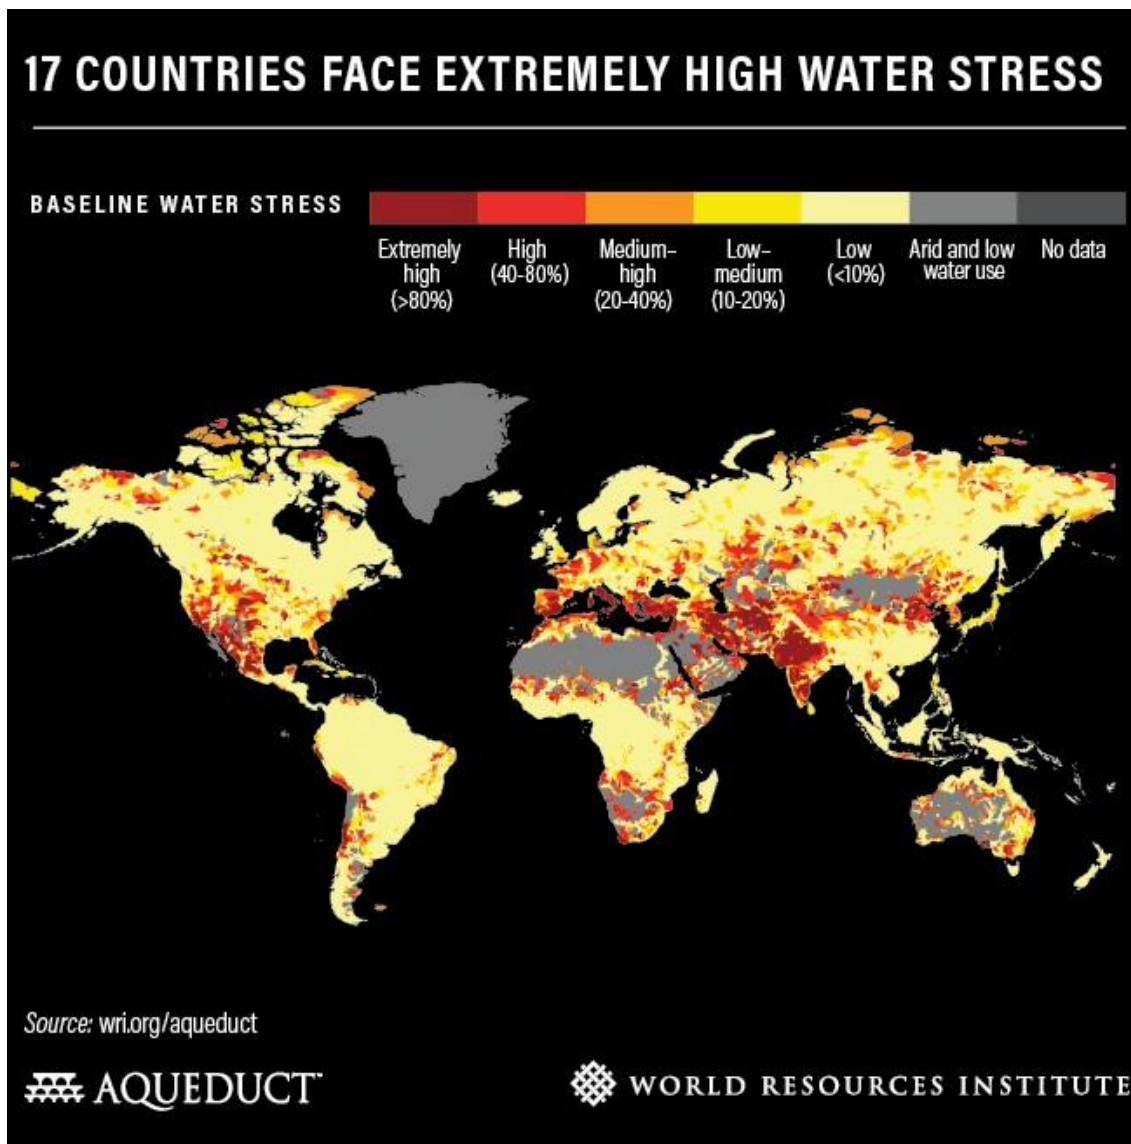 17 COUNTRIES FACE EXTREMELY HIGH WATER STRESS
BASELINE WATER STRESS
Extremely
high
(>80%)
High
(40-80%)
Medium–
high
(20-40%)
Low–
medium
(10-20%)
Low
(<10%)
Arid and low
water use
No data
Source: wri.org/aqueduct
AQUEDUCT™
WORLD RESOURCES INSTITUTE